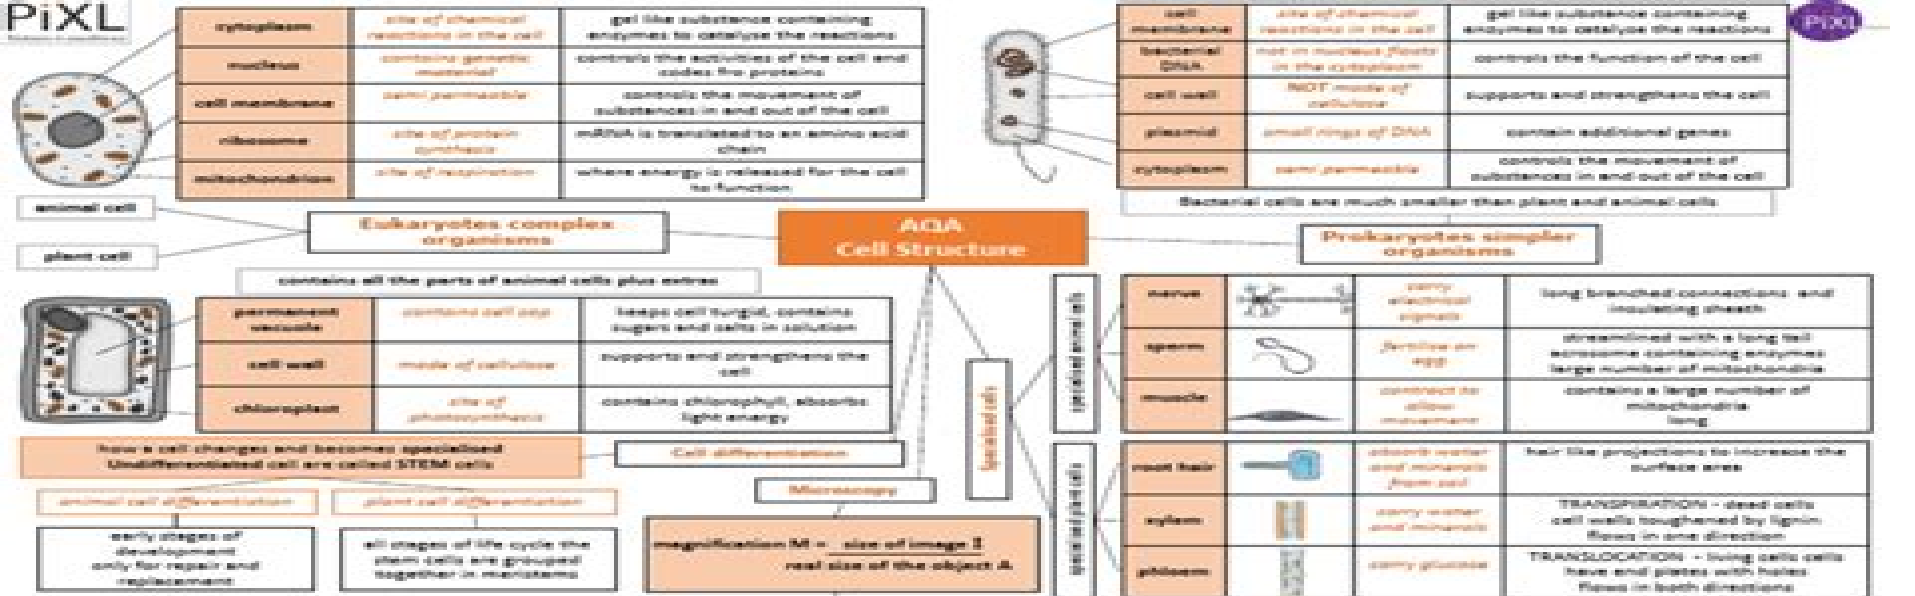 PiXL
cytoplasm
site of chemical
reactions in the cell
gel like substance containing
enzymes to catalyse the reactions
nucleus
contains genetic
material
controls the activities of the cell and
codes fro proteins
cell membrane
semi permeable
controls the movement of
substances in and out of the cell
ribosome
site of protein
synthesis
mRNA is translated to an amino acid
chain
mitochondrion
site of respiration
where energy is released for the cell
to function
animal cell
plant cell
Eukaryotes complex
organisms
AQA
Cell Structure
cell
membrane
site of chemical
reactions in the cell
gel like substance containing
enzymes to catalyse the reactions
PiXL
bacterial
DNA
not in nucleus floats
in the cytoplasm
controls the function of the cell
cell wall
NOT made of
cellulose
supports and strengthens the cell
plasmid
small rings of DNA
contain additional genes
cytoplasm
semi permeable
controls the movement of
substances in and out of the cell
Bacterial cells are much smaller than plant and animal cells
Prokaryotes simpler
organisms
contains all the parts of animal cells plus extras
permanent
vacuole
contains cell sap
keeps cell turgid, contains
sugars and salts in solution
cell wall
made of cellulose
supports and strengthens the
cell
chloroplast
site of
photosynthesis
contains chlorophyll, absorbs
light energy
how a cell changes and becomes specialised
Undifferentiated cell are called STEM cells
Cell differentiation
animal cell differentiation
plant cell differentiation
early stages of
development
only for repair and
replacement
all stages of life cycle the
stem cells are grouped
together in meristems
Microscopy
magnification M = size of image I
real size of the object A
Specialised cells
specialised animal cells
nerve
carry
electrical
signals
long branched connections and
insulating sheath
sperm
fertilise an
egg
streamlined with a long tail
acrosome containing enzymes
large number of mitochondria
muscle
contract to
allow
movement
contains a large number of
mitochondria
long
specialised plant cells
root hair
absorb water
and minerals
from soil
hair like projections to increase the
surface area
xylem
carry water
and minerals
TRANSPIRATION - dead cells
cell walls toughened by lignin
flows in one direction
phloem
carry glucose
TRANSLOCATION - living cells cells
have end plates with holes
flows in both directions